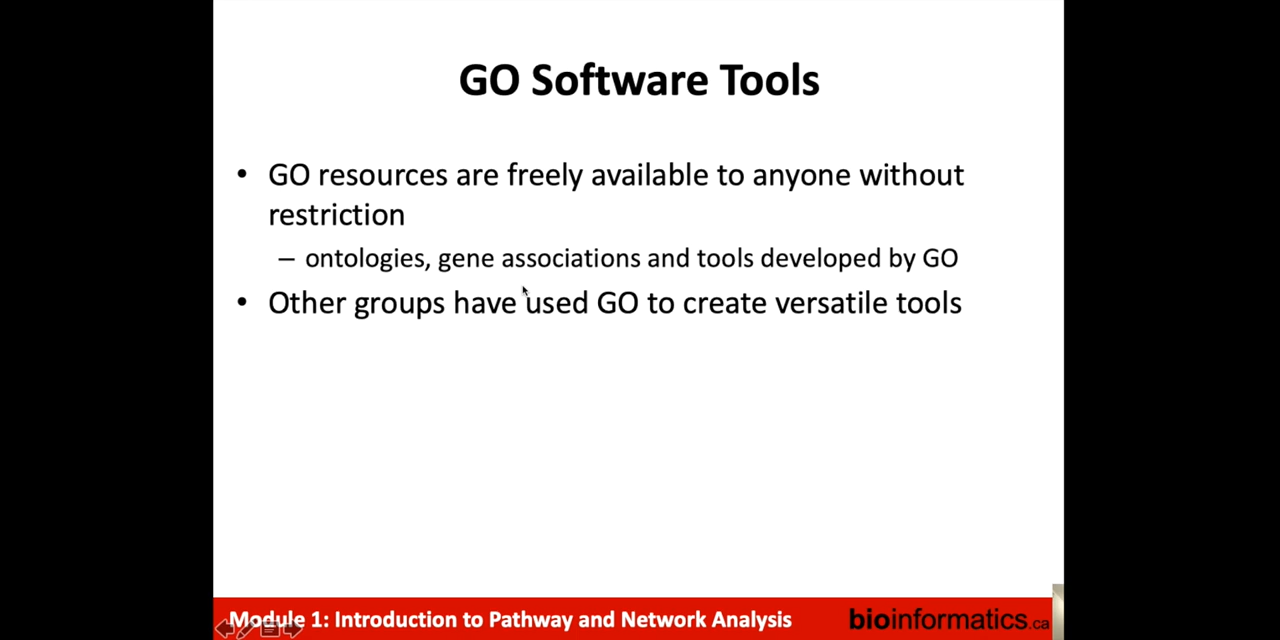 GO Software Tools
• GO resources are freely available to anyone without
restriction
– ontologies, gene associations and tools developed by GO
• Other groups have used GO to create versatile tools
Module 1: Introduction to Pathway and Network Analysis
bioinformatics.ca